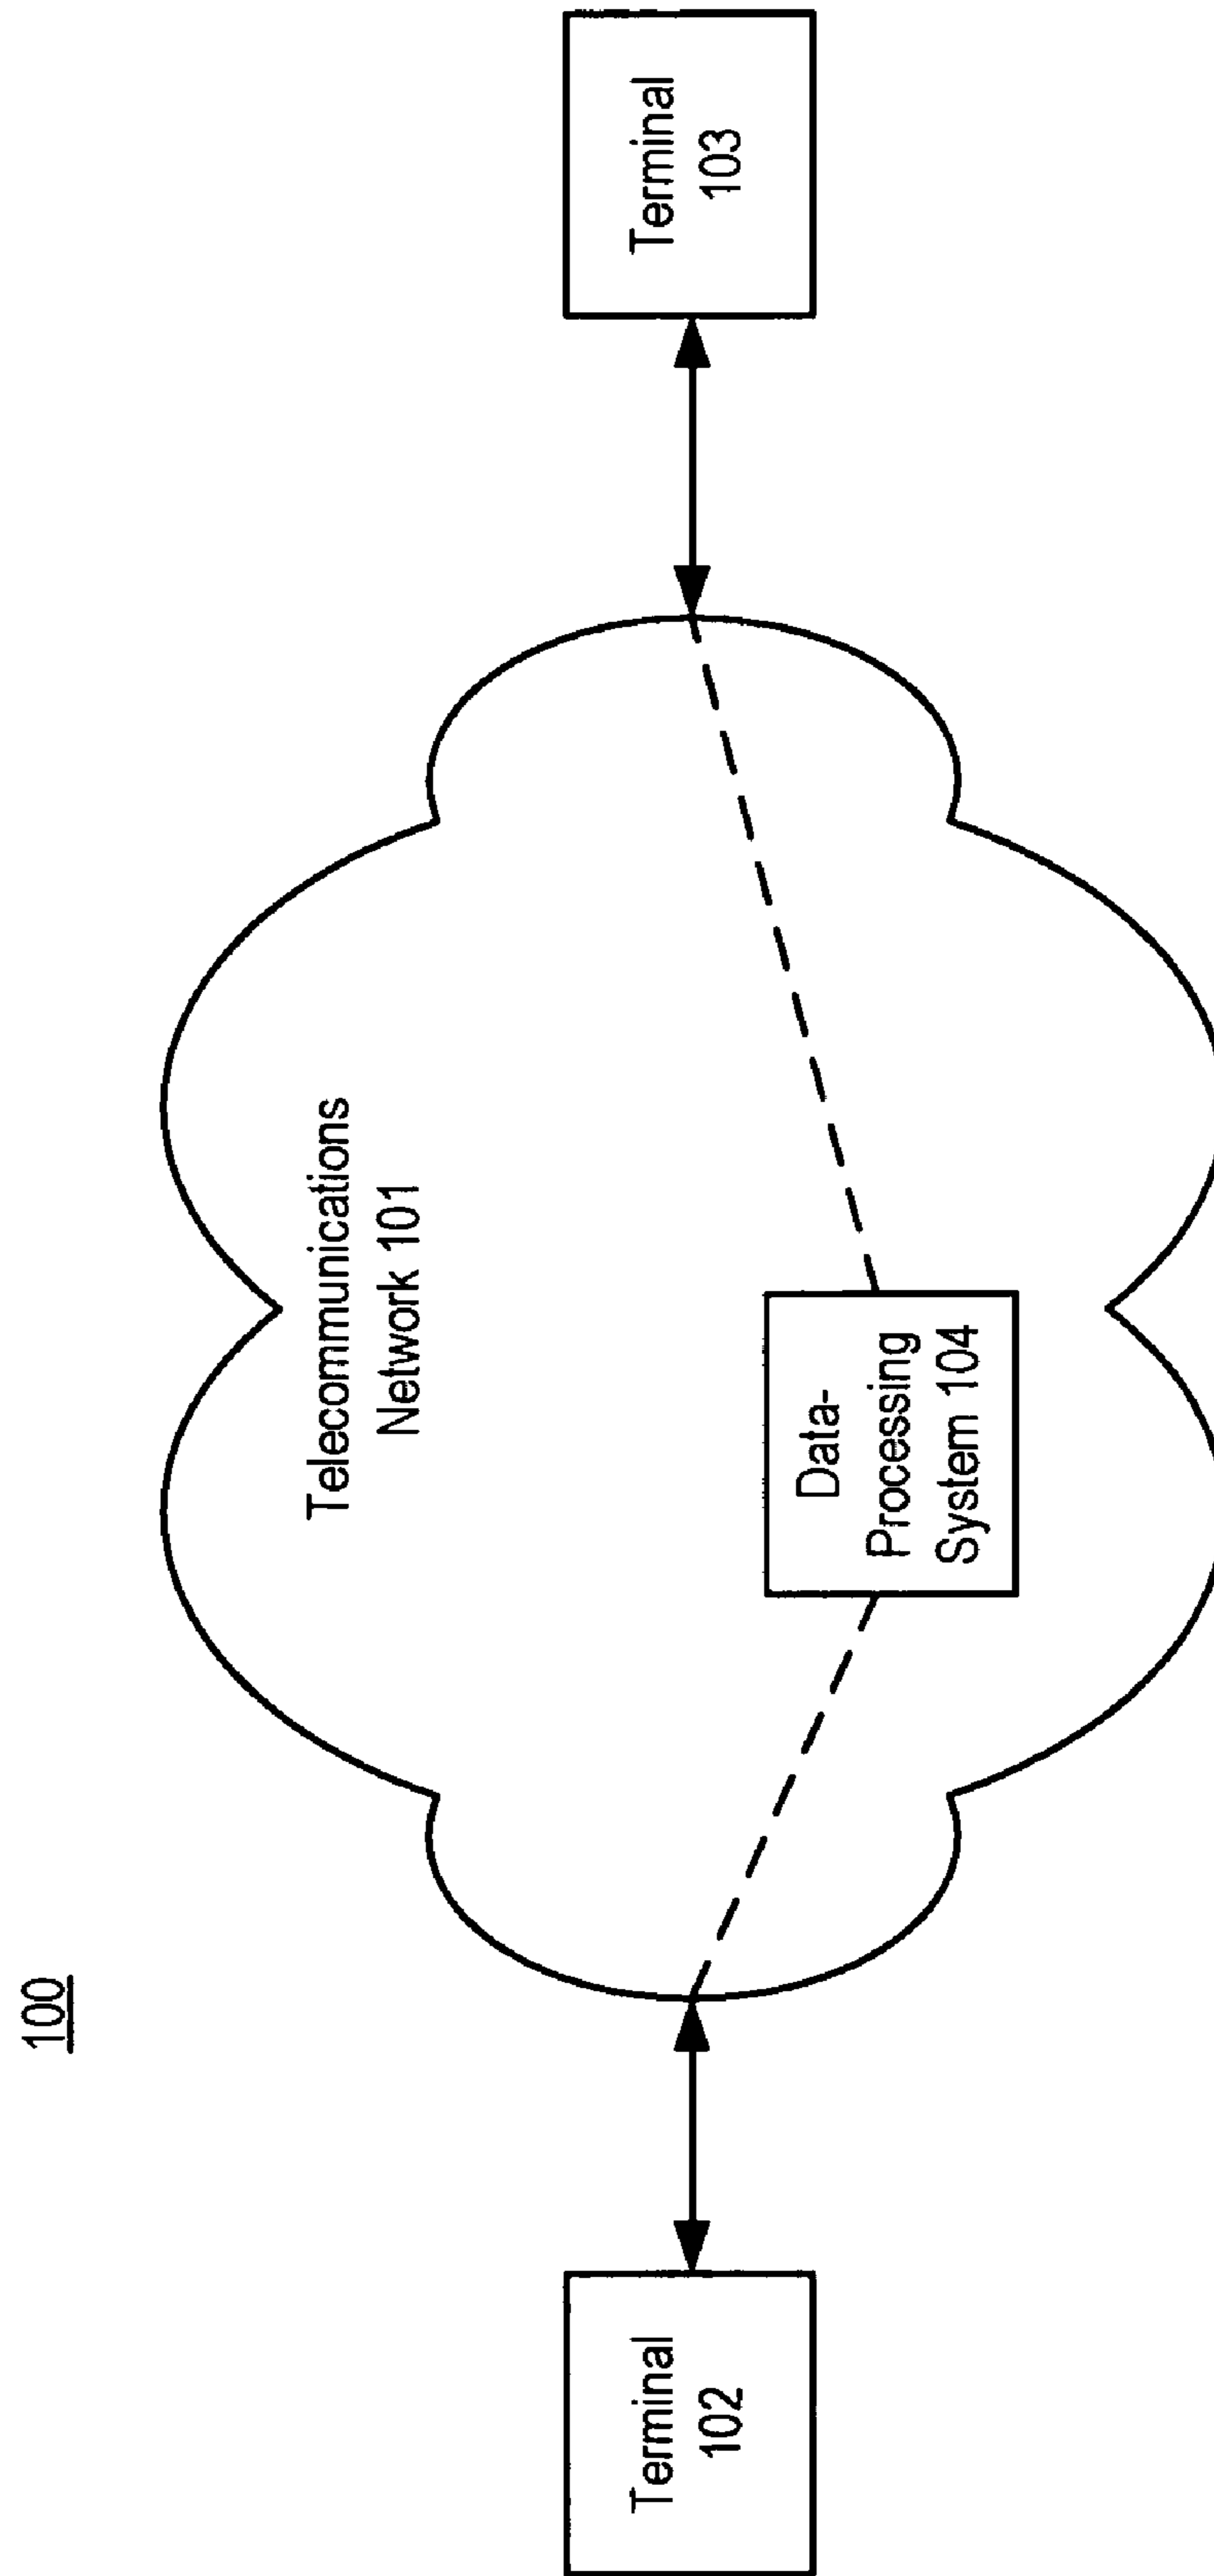 100
Telecommunications
Network 101
Terminal
102
Data-
Processing
System 104
Terminal
103